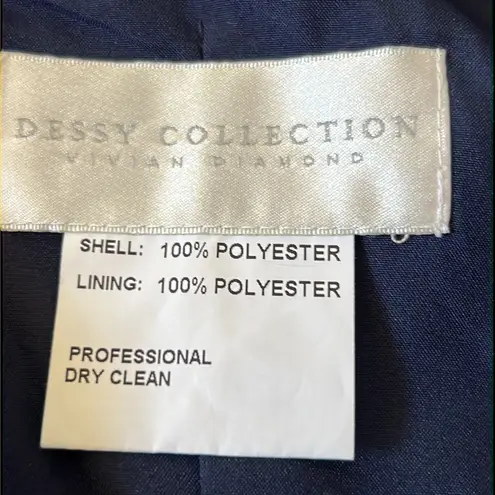 DESSY COLLECTION
VIVIAN DIAMOND
SHELL: 100% POLYESTER
LINING: 100% POLYESTER
PROFESSIONAL
DRY CLEAN